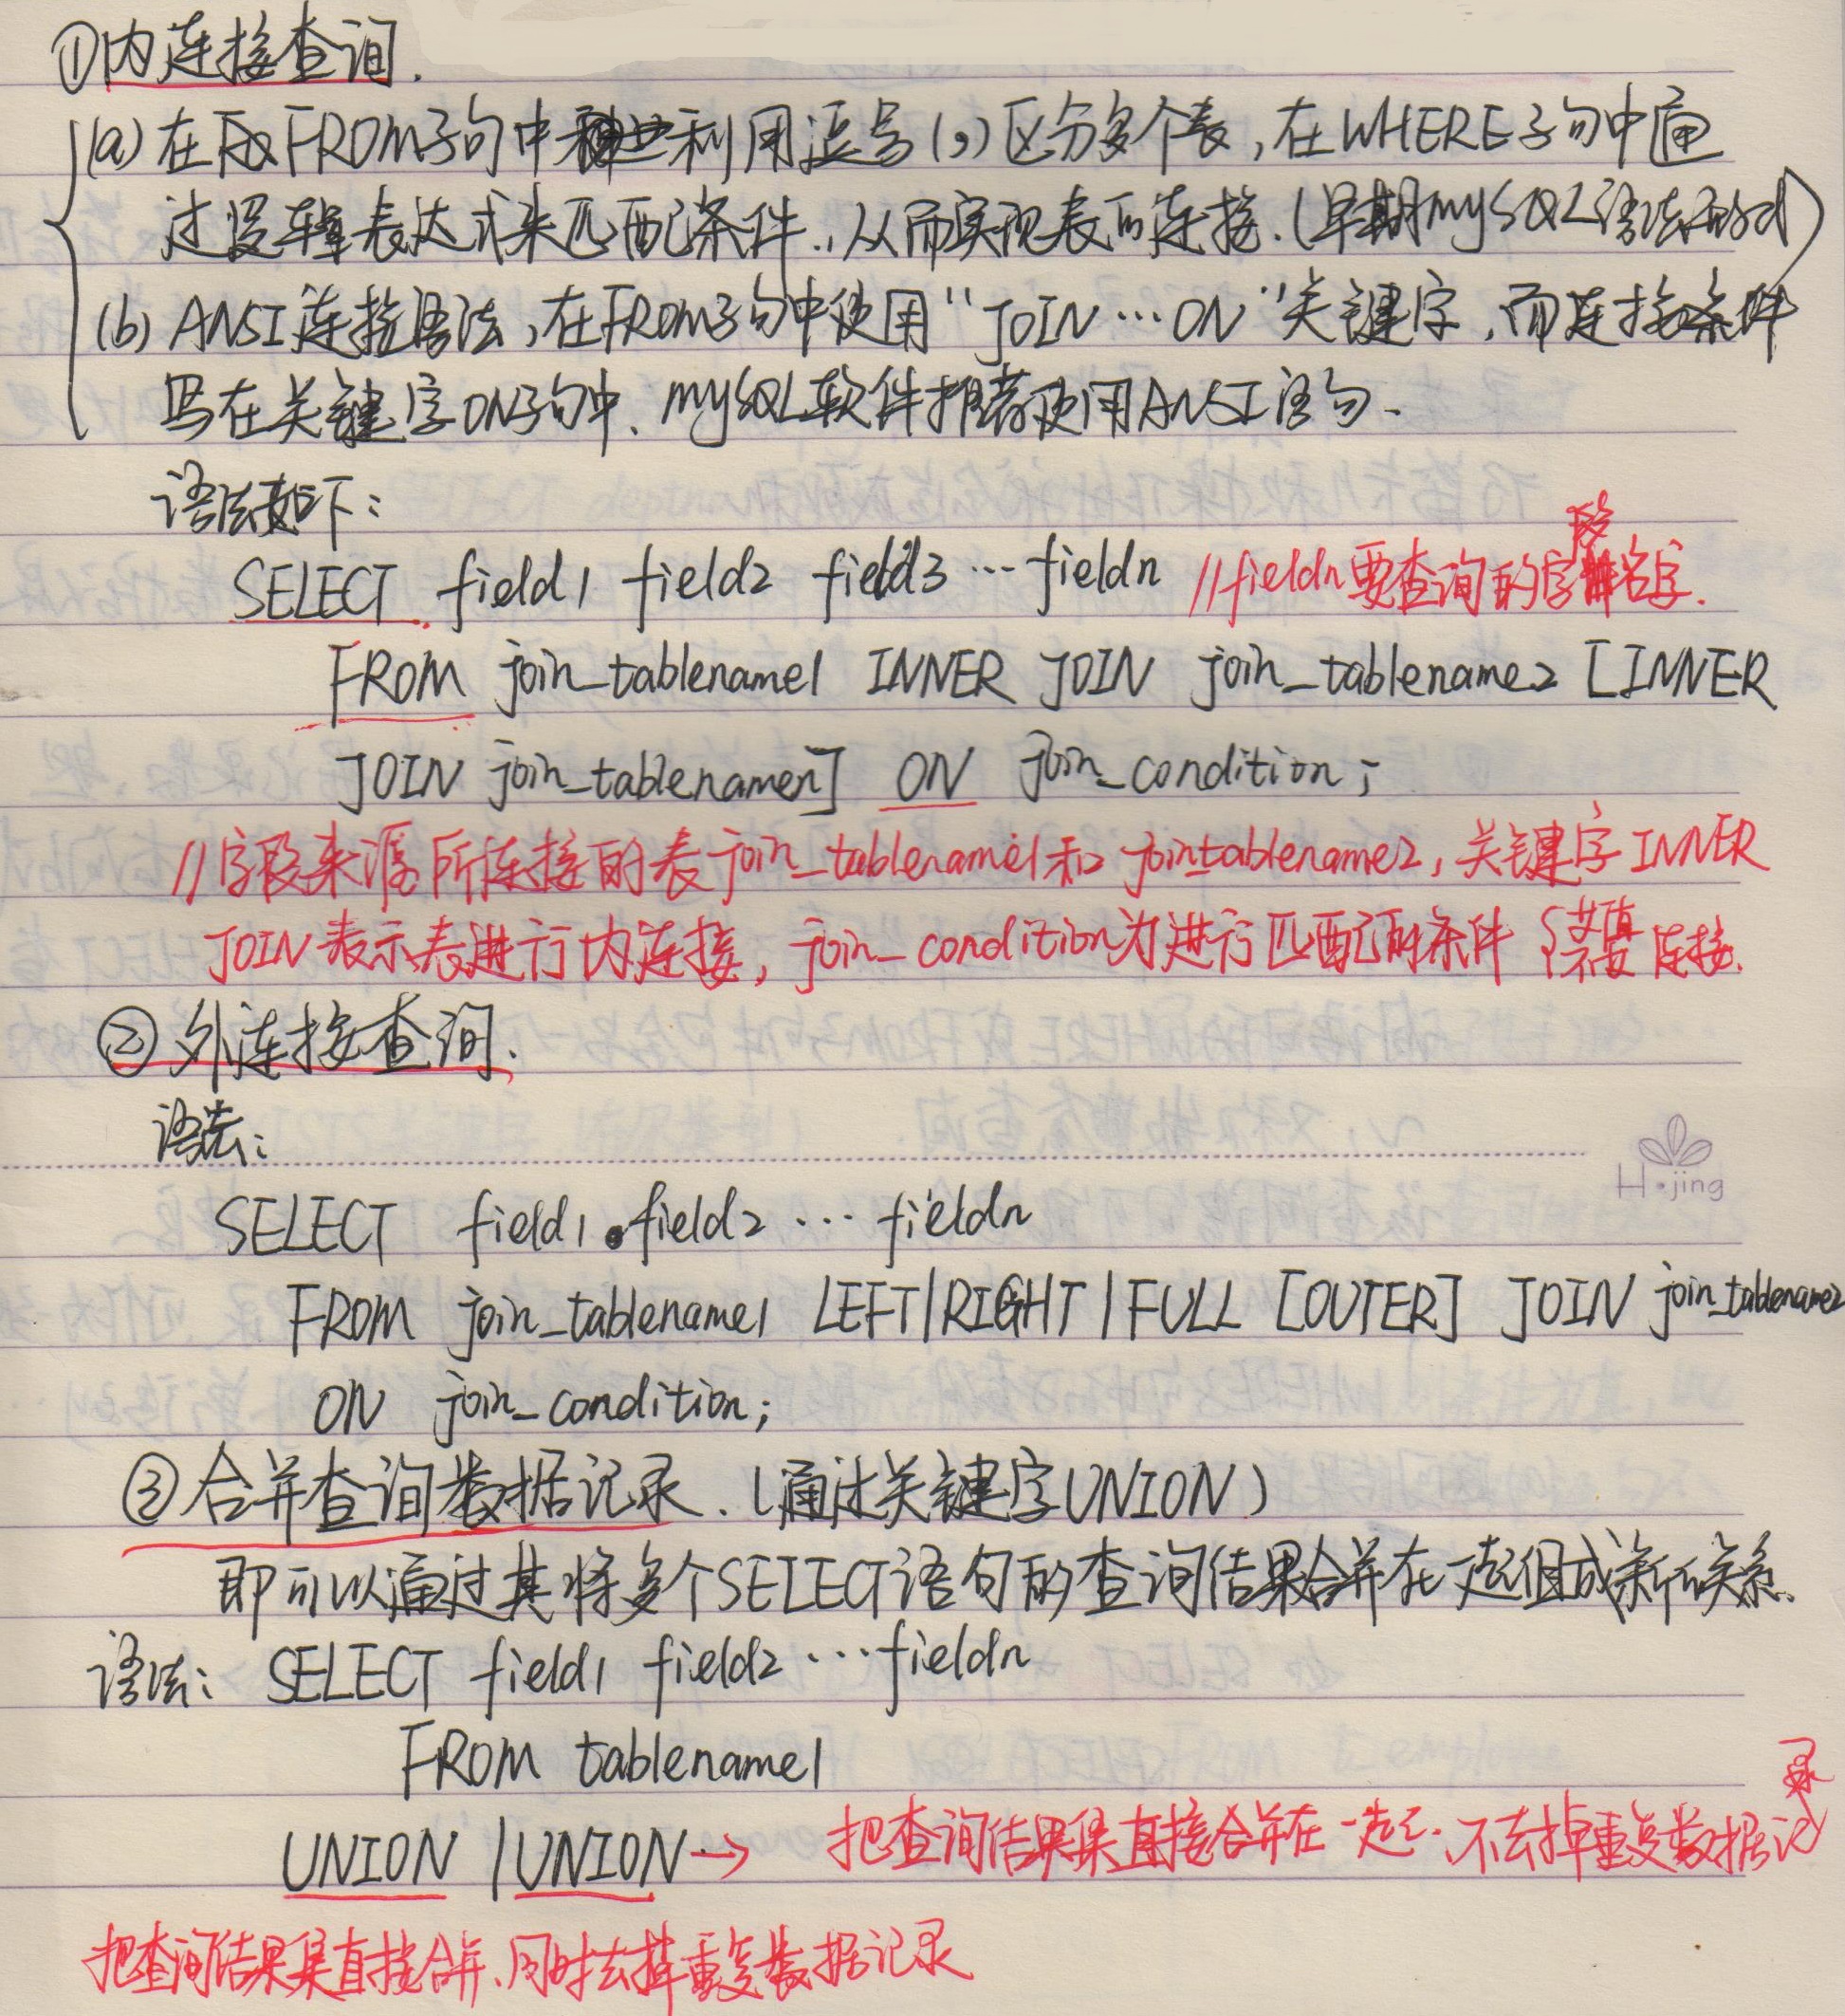 ①内连接查询.
(a) 在FROM子句中利用逗号(,)区分多个表,在WHERE子句中通
过逻辑表达式来匹配条件.,从而实现表的连接.(早期mySQL语法形式)
(b) ANSI连接语法,在FROM子句中使用"JOIN…ON"关键字,而连接条件
写在关键字ON子句中、mySQL软件推荐使用ANSI语句.
语法如下:
段
SELECT field1 field2 field3 … fieldn //fieldn要查询的字名字.
FROM join_tablename1 INNER JOIN join_tablename2 [INNER
JOIN join_tablenamen] ON join_condition;
//字段来源所连接的表join_tablename1和jointablename2,关键字INNER
JOIN表示表进行内连接,join_condition为进行匹配的条件{等值 不等 连接.
②外连接查询.
语法:
H·jing
SELECT field1 field2 … fieldn
FROM join_tablename1 LEFT|RIGHT|FULL [OUTER] JOIN join_tablename2
ON join_condition;
③合并查询数据记录.(通过关键字UNION)
即可以通过其将多个SELECT语句的查询结果合并在一起组成新的关系、
语法: SELECT field1 field2 … fieldn
FROM tablename1
UNION |UNION→ 把查询结果集直接合并在一起.不去掉重复数据记录
把查询结果集直接合并、同时去掉重复数据记录